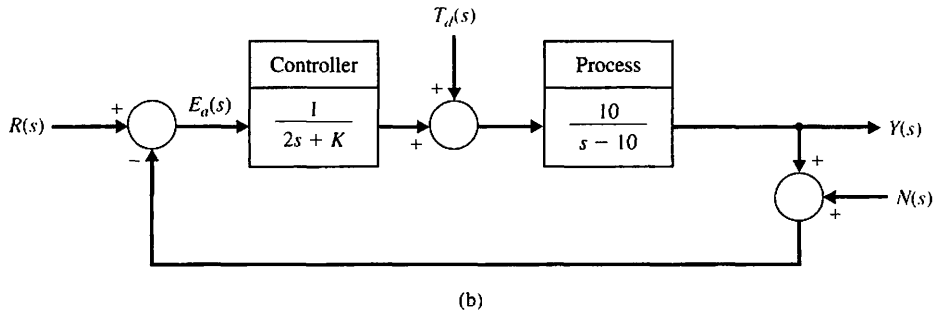 T_d(s)
Controller
Process
R(s)
+
−
E_a(s)
1
2s + K
+
+
10
s − 10
Y(s)
+
+
N(s)
(b)